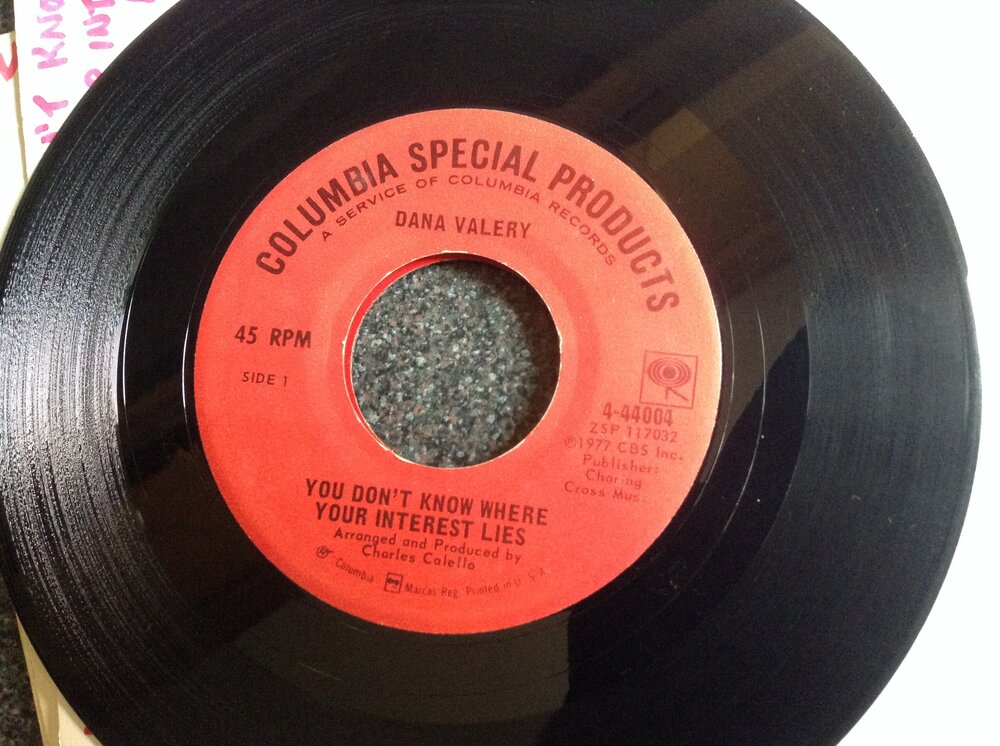 COLUMBIA SPECIAL PRODUCTS
A SERVICE OF COLUMBIA RECORDS
DANA VALERY
45 RPM
SIDE 1
4-44004
ZSP 117032
℗1977 CBS Inc.
Publisher:
Charing
Cross Mus..
YOU DON'T KNOW WHERE
YOUR INTEREST LIES
Arranged and Produced by
Charles Calello
Columbia Marcas Reg. Printed in U. S. A.